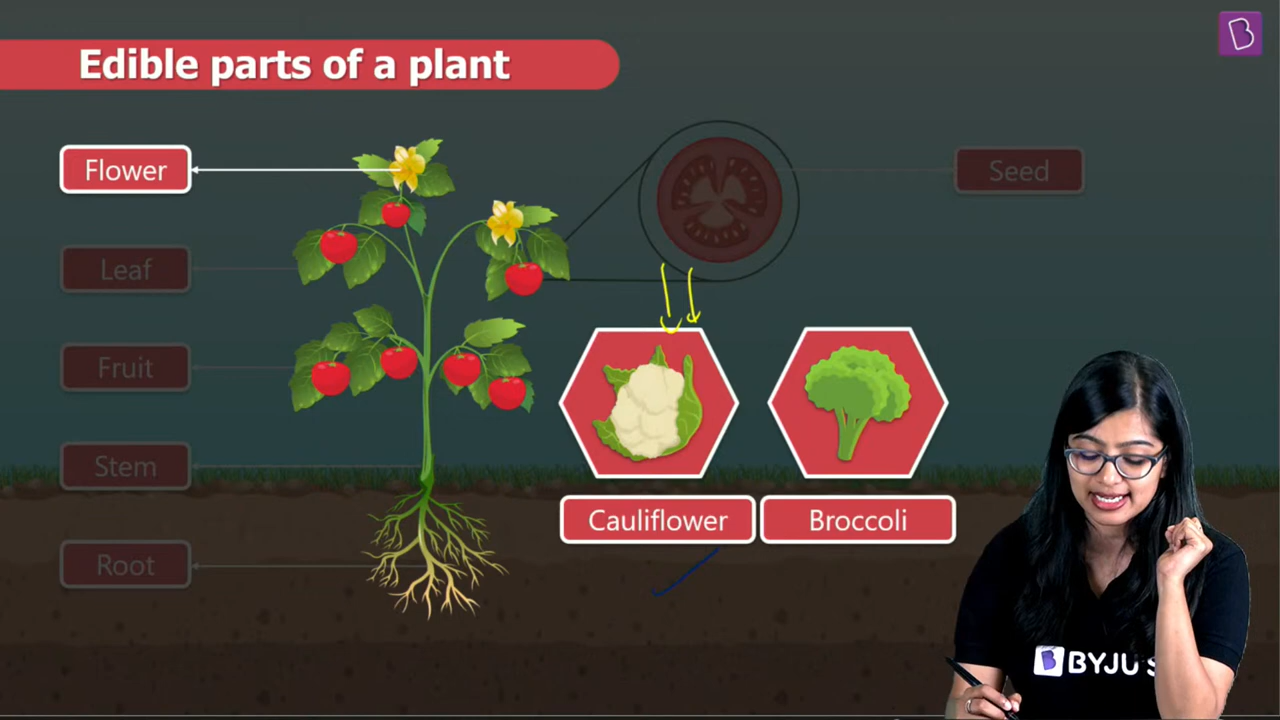 Edible parts of a plant
Flower
Seed
Leaf
Fruit
Stem
Cauliflower
Broccoli
Root
BYJU'S